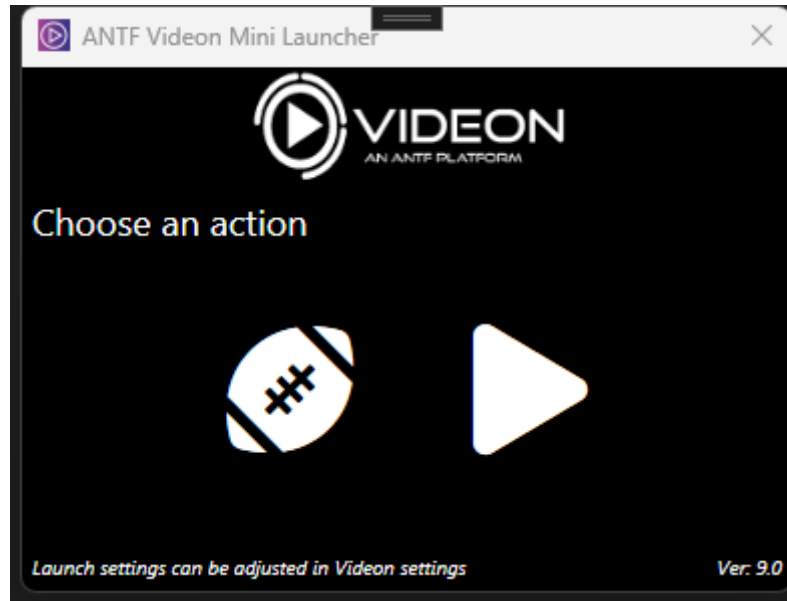 ANTF Videon Mini Launcher
VIDEON
AN ANTF PLATFORM
Choose an action
Launch settings can be adjusted in Videon settings
Ver: 9.0